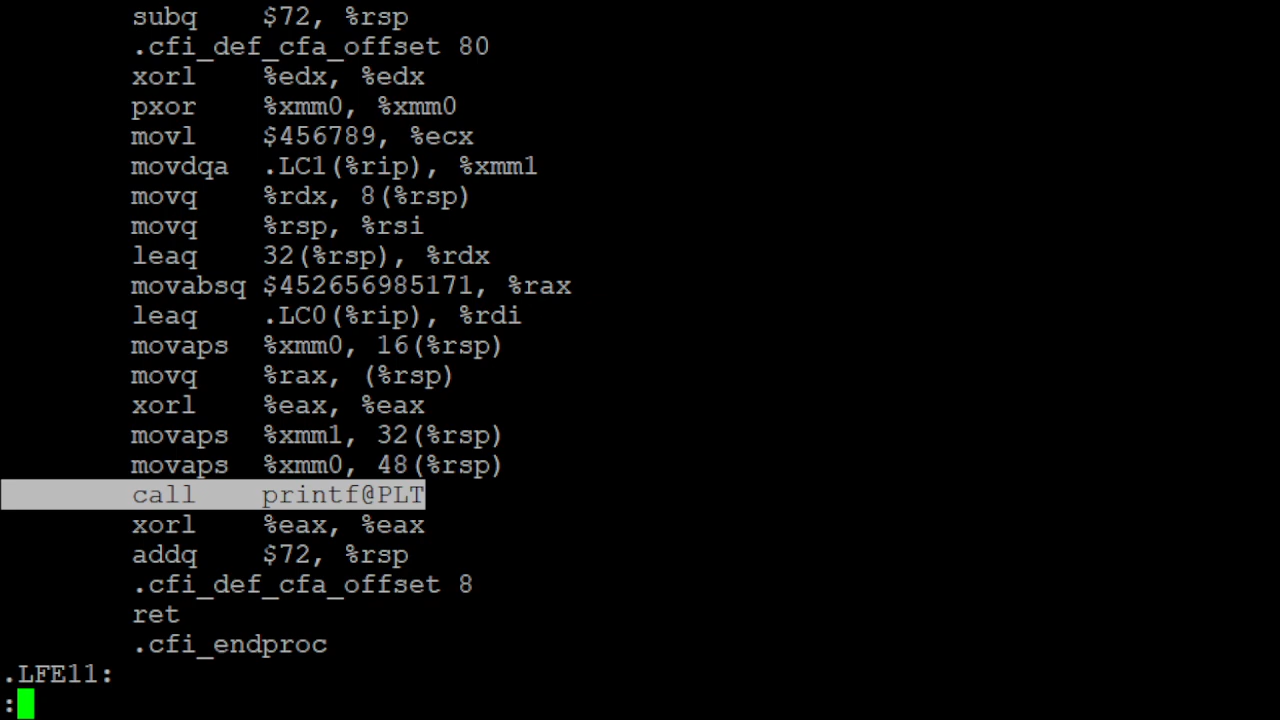 subq $72, %rsp
.cfi_def_cfa_offset 80
xorl %edx, %edx
pxor %xmm0, %xmm0
movl $456789, %ecx
movdqa .LC1(%rip), %xmm1
movq %rdx, 8(%rsp)
movq %rsp, %rsi
leaq 32(%rsp), %rdx
movabsq $452656985171, %rax
leaq .LC0(%rip), %rdi
movaps %xmm0, 16(%rsp)
movq %rax, (%rsp)
xorl %eax, %eax
movaps %xmm1, 32(%rsp)
movaps %xmm0, 48(%rsp)
call printf@PLT
xorl %eax, %eax
addq $72, %rsp
.cfi_def_cfa_offset 8
ret
.cfi_endproc
.LFE11:
: